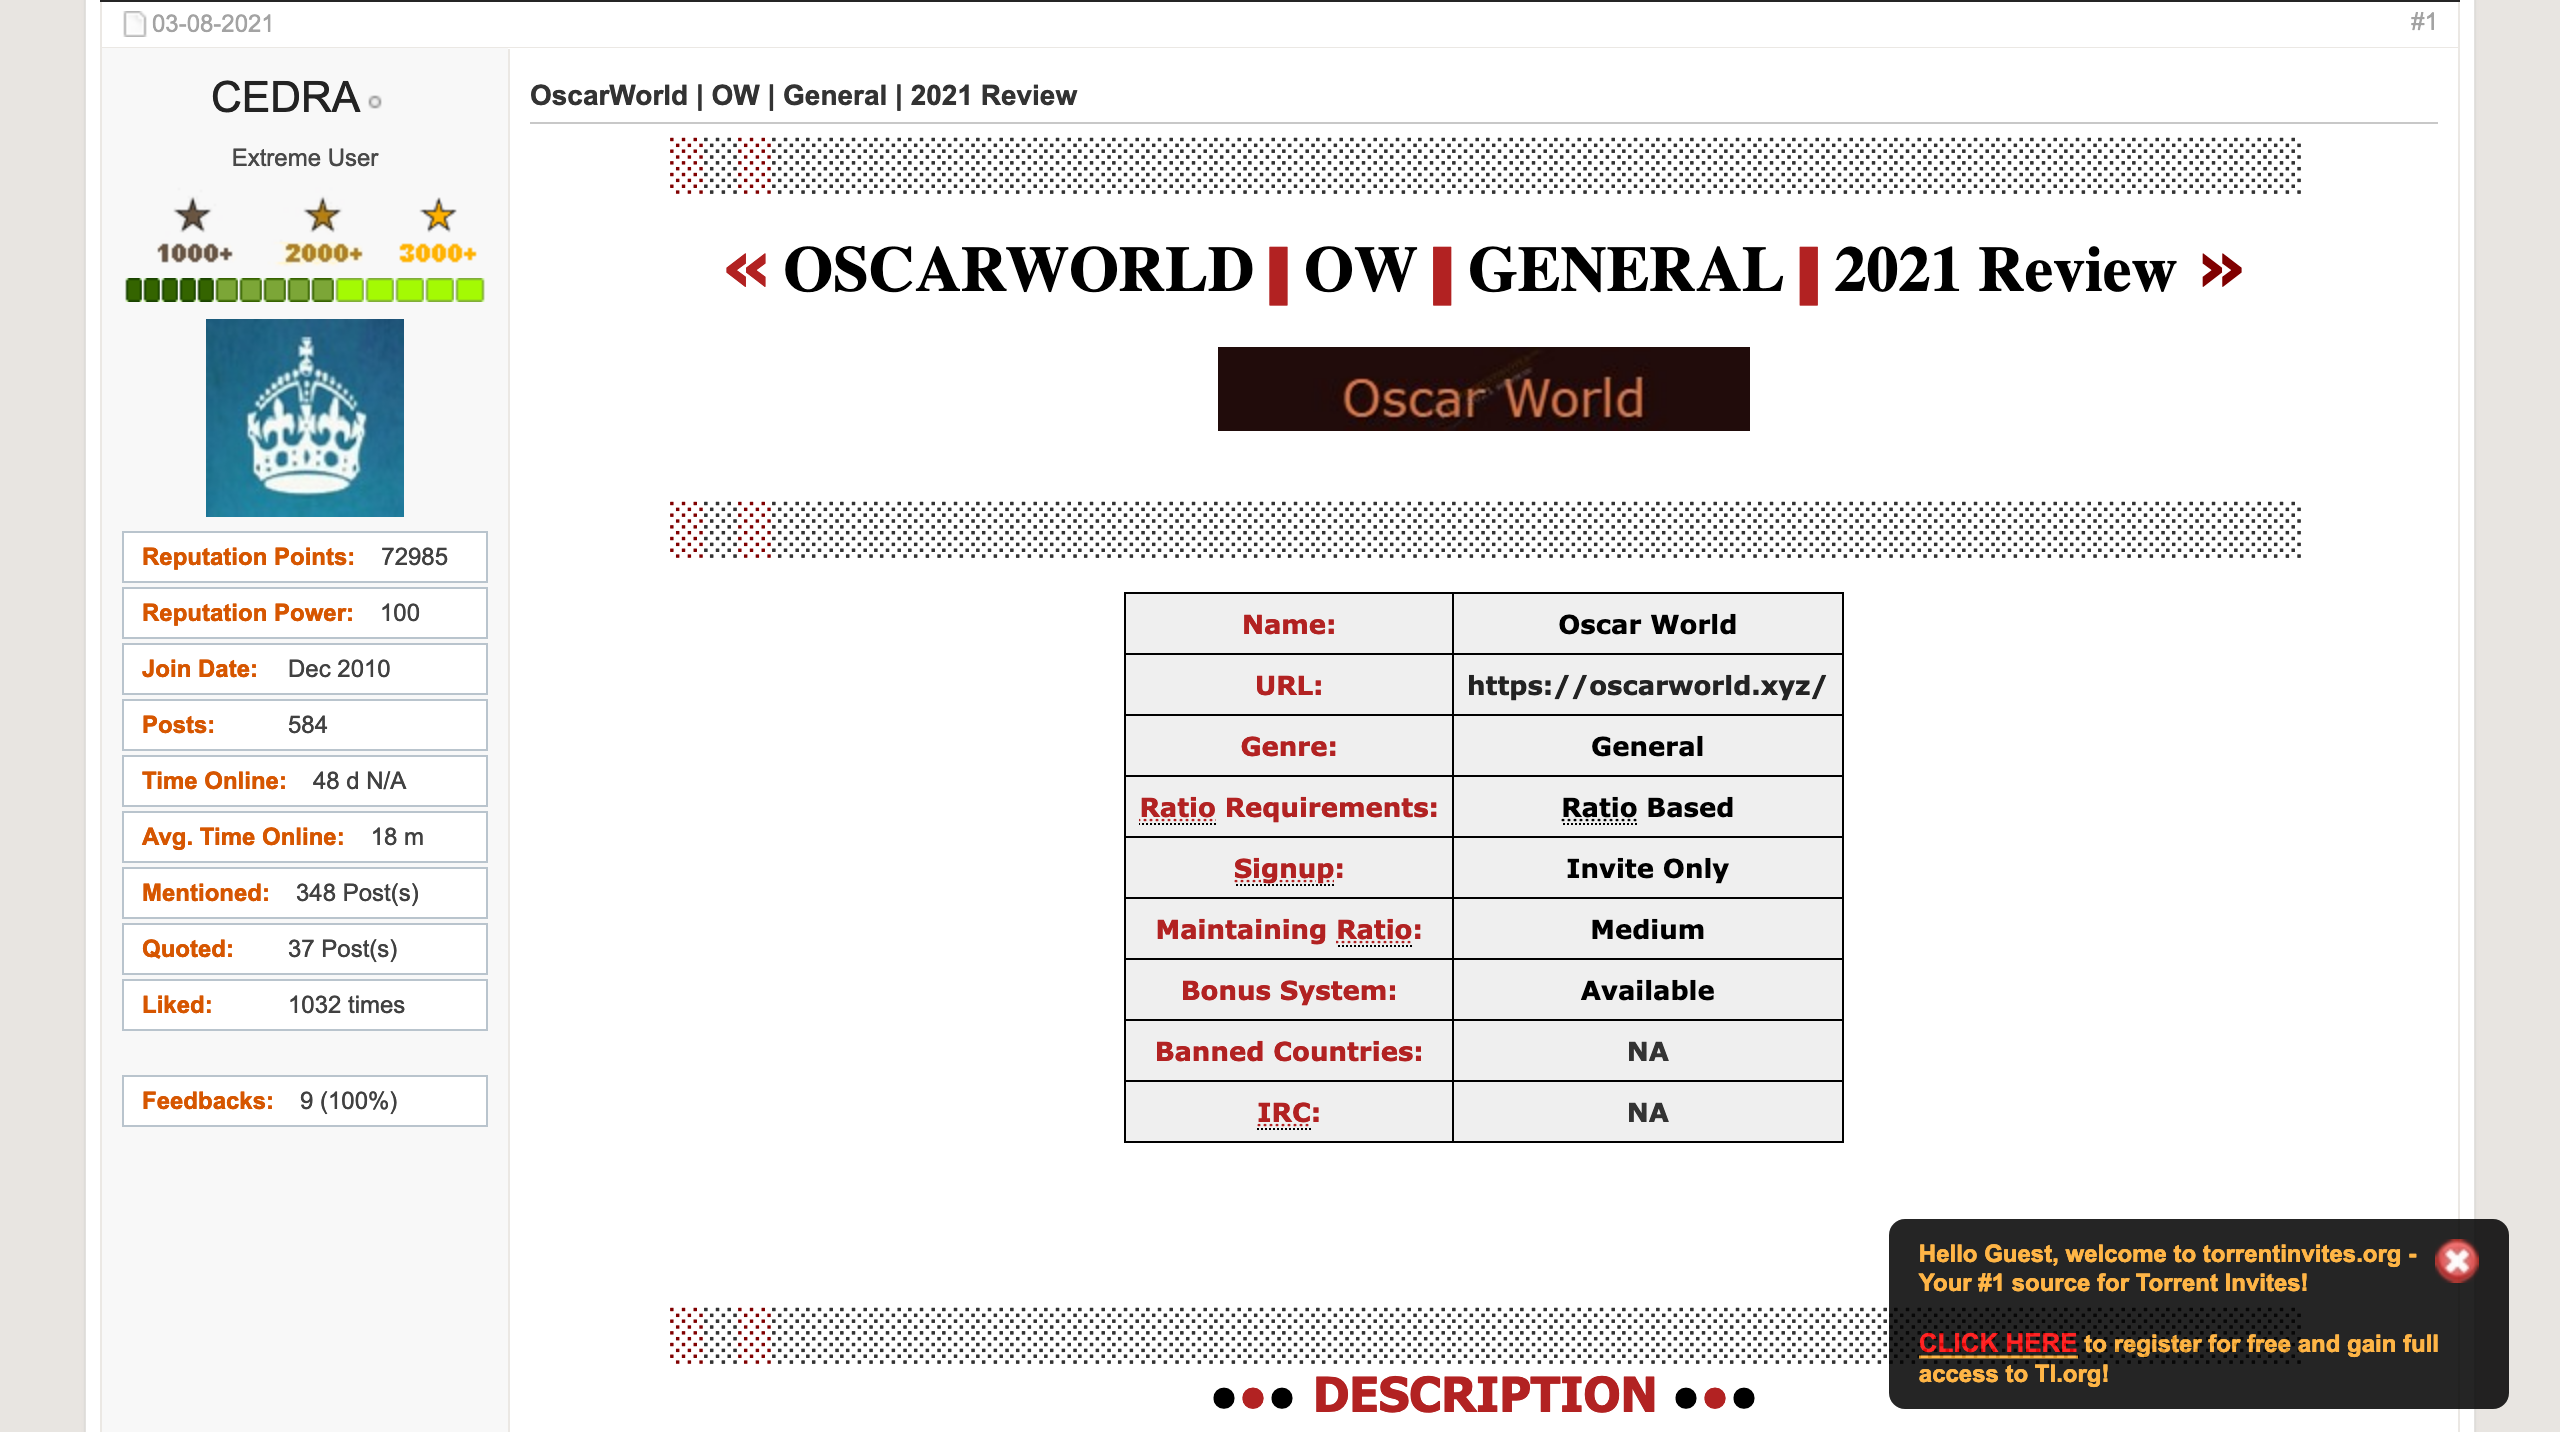 03-08-2021
#1
CEDRA
Extreme User
1000+ 2000+ 3000+
Reputation Points: 72985
Reputation Power: 100
Join Date: Dec 2010
Posts: 584
Time Online: 48 d N/A
Avg. Time Online: 18 m
Mentioned: 348 Post(s)
Quoted: 37 Post(s)
Liked: 1032 times
Feedbacks: 9 (100%)
OscarWorld | OW | General | 2021 Review
« OSCARWORLD | OW | GENERAL | 2021 Review »
Oscar World
Name: Oscar World
URL: https://oscarworld.xyz/
Genre: General
Ratio Requirements: Ratio Based
Signup: Invite Only
Maintaining Ratio: Medium
Bonus System: Available
Banned Countries: NA
IRC: NA
●●● DESCRIPTION ●●●
Hello Guest, welcome to torrentinvites.org -
Your #1 source for Torrent Invites!
CLICK HERE to register for free and gain full
access to TI.org!